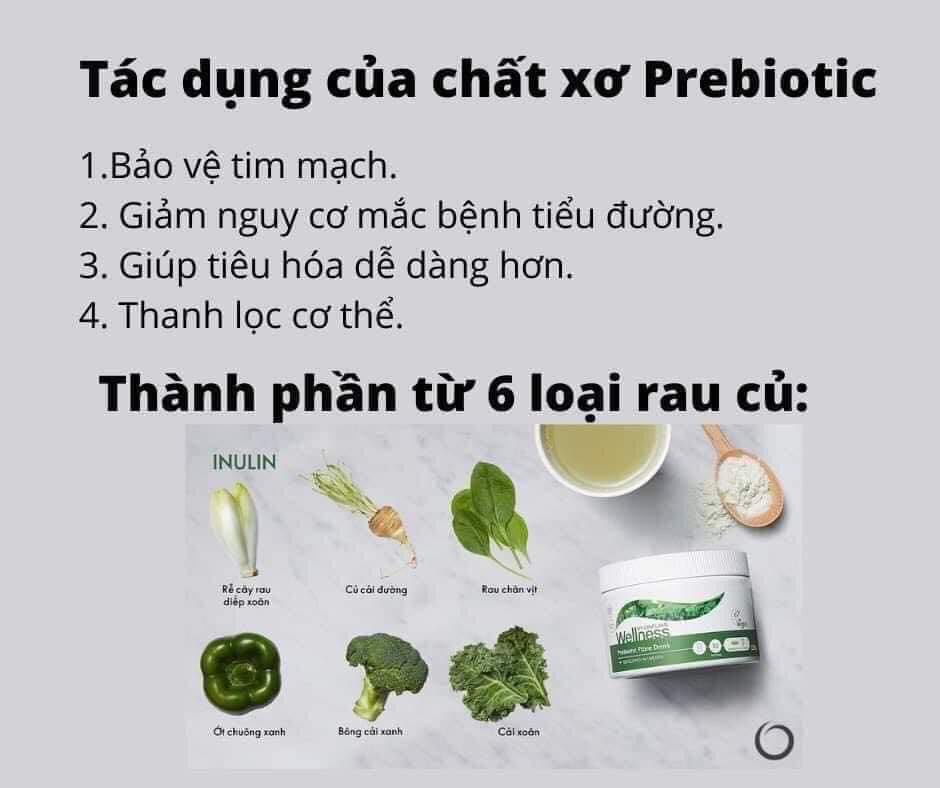 Tác dụng của chất xơ Prebiotic
1.Bảo vệ tim mạch.
2. Giảm nguy cơ mắc bệnh tiểu đường.
3. Giúp tiêu hóa dễ dàng hơn.
4. Thanh lọc cơ thể.
Thành phần từ 6 loại rau củ:
INULIN
Rễ cây rau
diếp xoăn
Củ cải đường
Rau chân vịt
Wellness
Prebiotic Fibre Drink
Ớt chuông xanh
Bông cải xanh
Cải xoăn